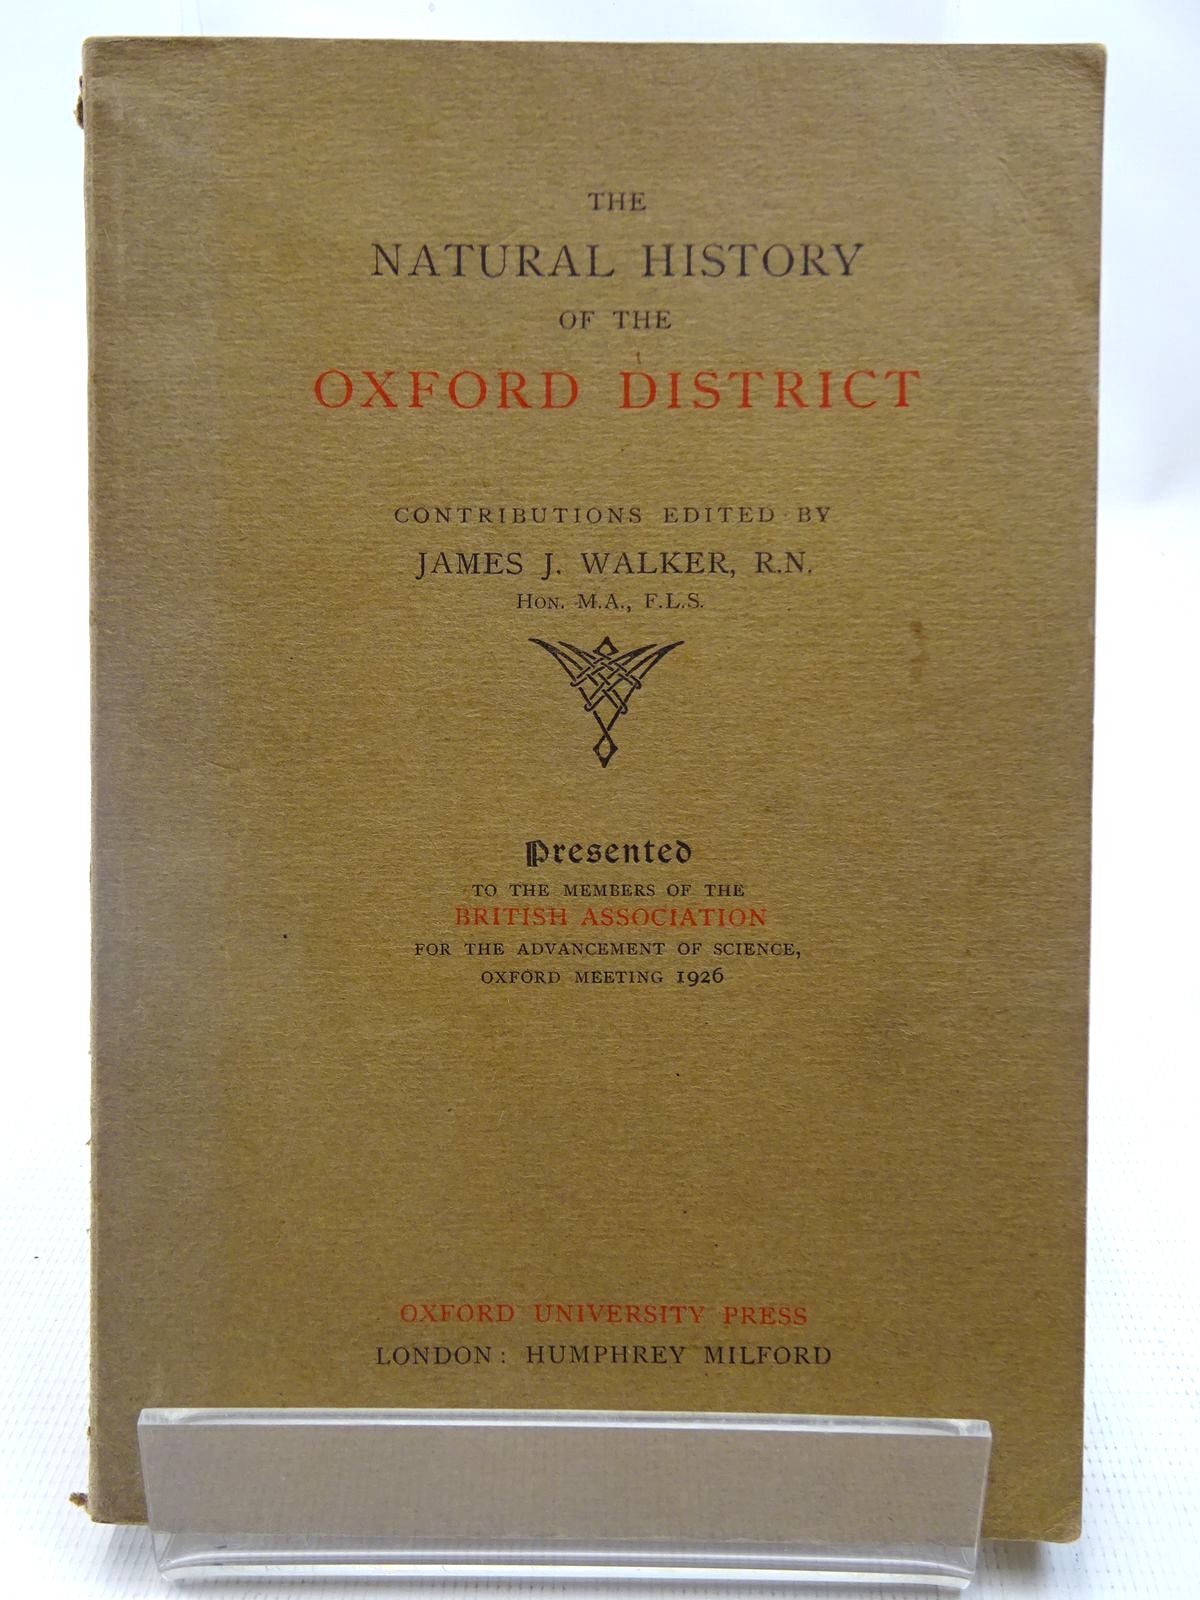 THE
NATURAL HISTORY
OF THE
OXFORD DISTRICT
CONTRIBUTIONS EDITED BY
JAMES J. WALKER, R.N.
HON. M.A., F.L.S.
Presented
TO THE MEMBERS OF THE
BRITISH ASSOCIATION
FOR THE ADVANCEMENT OF SCIENCE,
OXFORD MEETING 1926
OXFORD UNIVERSITY PRESS
LONDON: HUMPHREY MILFORD